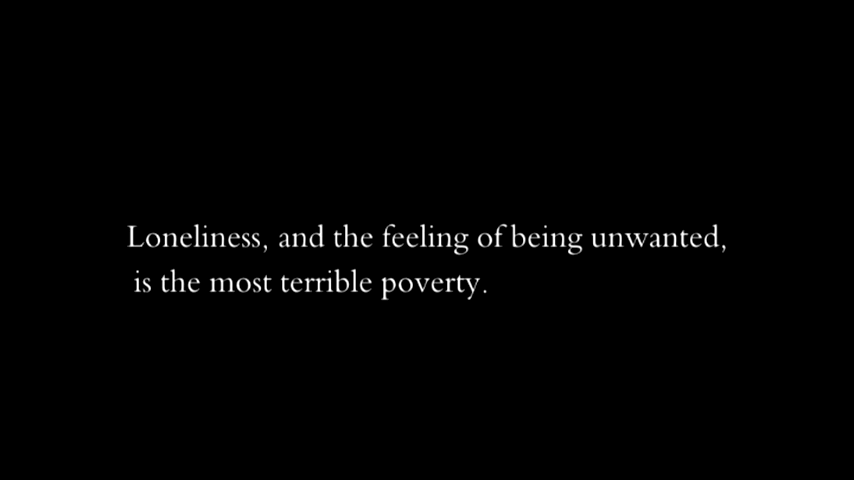 Loneliness, and the feeling of being unwanted,
is the most terrible poverty.